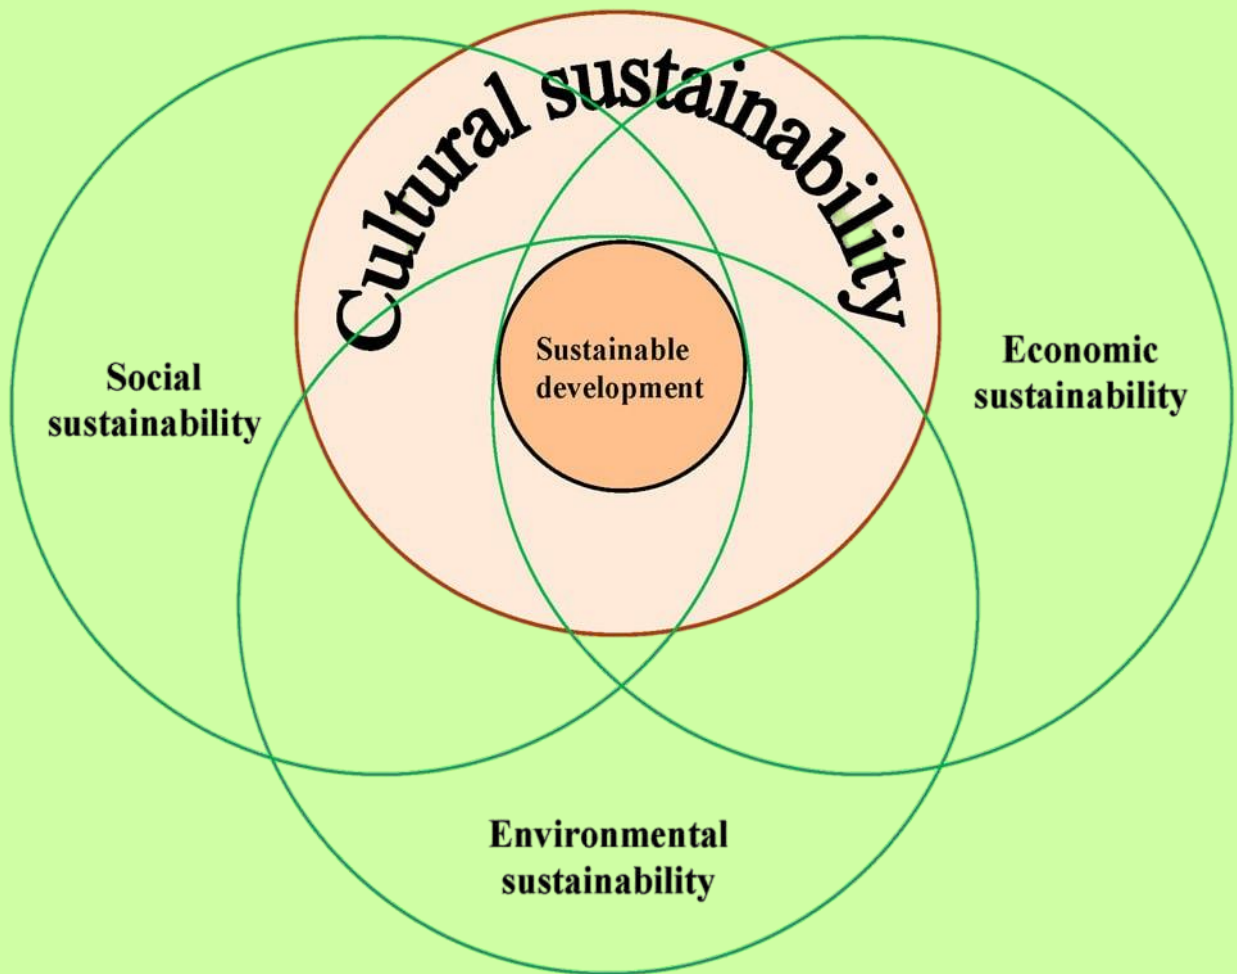 Cultural sustainability
Sustainable
development
Social
sustainability
Economic
sustainability
Environmental
sustainability